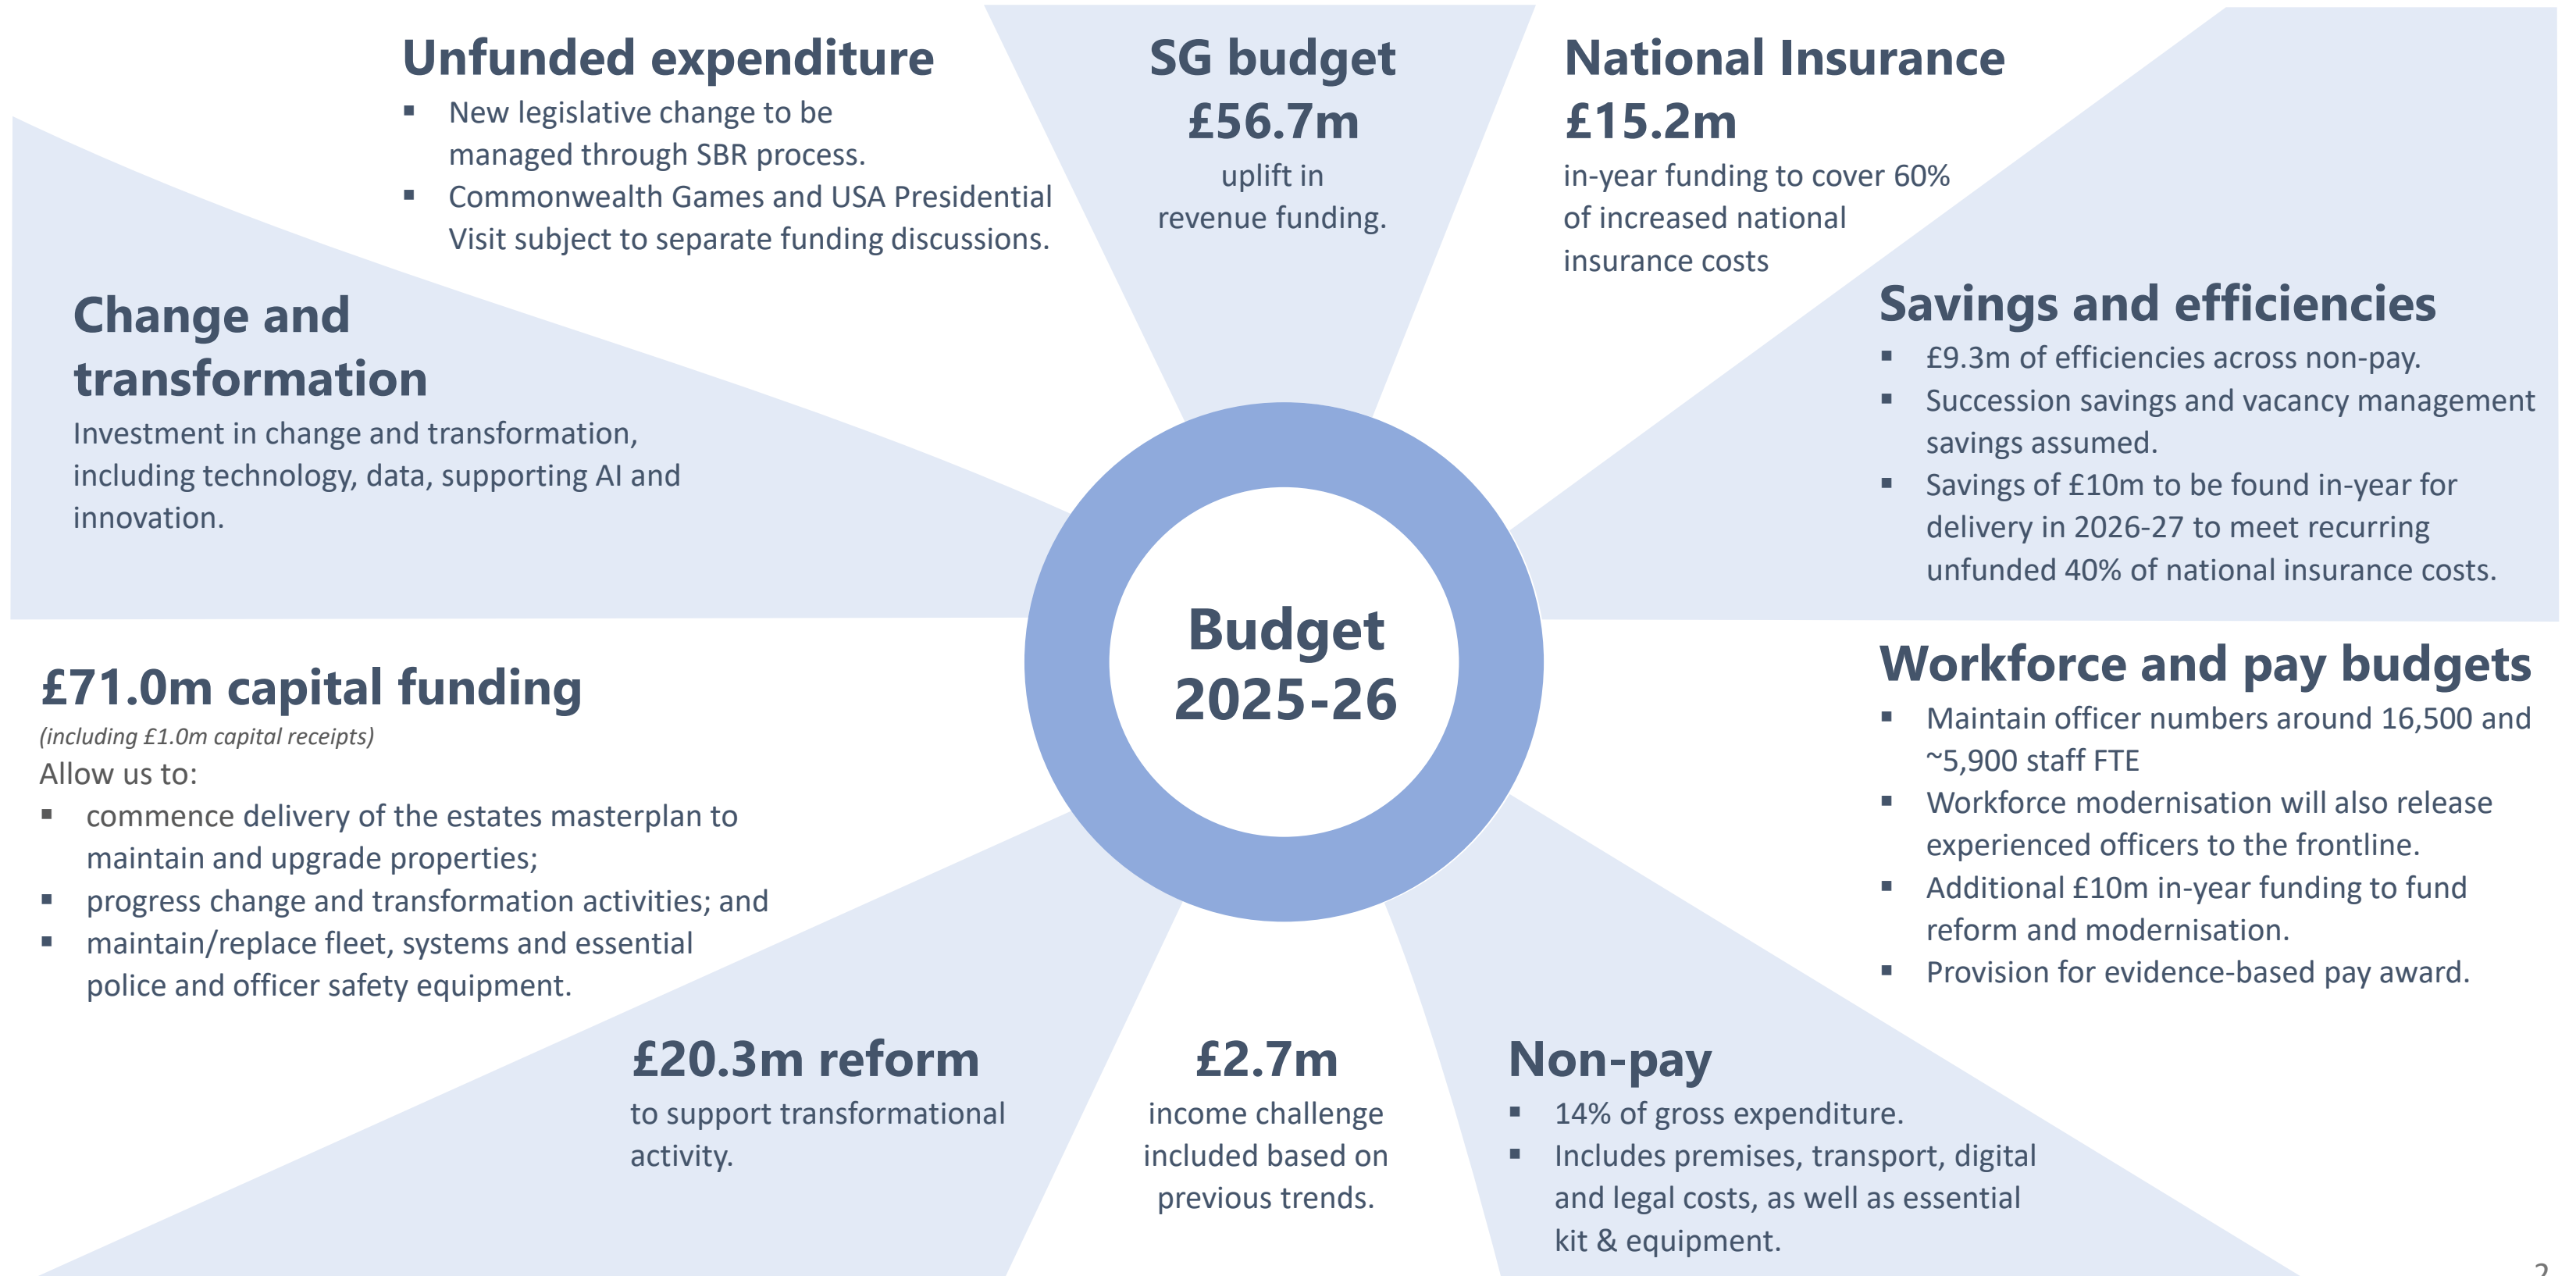 Unfunded expenditure
▪ New legislative change to be
managed through SBR process.
▪ Commonwealth Games and USA Presidential
Visit subject to separate funding discussions.
SG budget
£56.7m
uplift in
revenue funding.
National Insurance
£15.2m
in-year funding to cover 60%
of increased national
insurance costs
Change and
transformation
Investment in change and transformation,
including technology, data, supporting AI and
innovation.
Savings and efficiencies
▪ £9.3m of efficiencies across non-pay.
▪ Succession savings and vacancy management
savings assumed.
▪ Savings of £10m to be found in-year for
delivery in 2026-27 to meet recurring
unfunded 40% of national insurance costs.
Budget
2025-26
£71.0m capital funding
(including £1.0m capital receipts)
Allow us to:
▪ commence delivery of the estates masterplan to
maintain and upgrade properties;
▪ progress change and transformation activities; and
▪ maintain/replace fleet, systems and essential
police and officer safety equipment.
Workforce and pay budgets
▪ Maintain officer numbers around 16,500 and
~5,900 staff FTE
▪ Workforce modernisation will also release
experienced officers to the frontline.
▪ Additional £10m in-year funding to fund
reform and modernisation.
▪ Provision for evidence-based pay award.
£20.3m reform
to support transformational
activity.
£2.7m
income challenge
included based on
previous trends.
Non-pay
▪ 14% of gross expenditure.
▪ Includes premises, transport, digital
and legal costs, as well as essential
kit & equipment.
2